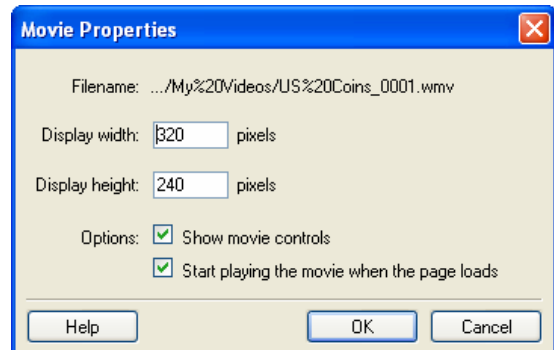 Movie Properties
Filename: .../My%20Videos/US%20Coins_0001.wmv
Display width: 320 pixels
Display height: 240 pixels
Options: Show movie controls
Start playing the movie when the page loads
Help OK Cancel